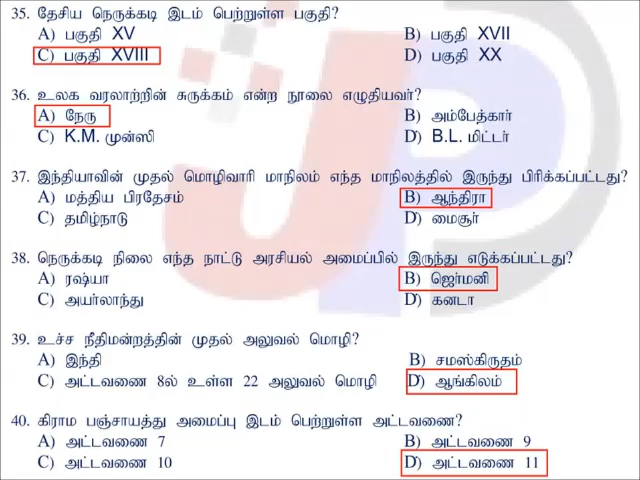 35. தேசிய நெருக்கடி இடம் பெற்றுள்ள பகுதி?
A) பகுதி XV B) பகுதி XVII
C) பகுதி XVIII D) பகுதி XX
36. உலக வரலாற்றின் சுருக்கம் என்ற நூலை எழுதியவர்?
A) நேரு B) அம்பேத்கார்
C) K.M. முன்ஸி D) B.L. மிட்டர்
37. இந்தியாவின் முதல் மொழிவாரி மாநிலம் எந்த மாநிலத்தில் இருந்து பிரிக்கப்பட்டது?
A) மத்திய பிரதேசம் B) ஆந்திரா
C) தமிழ்நாடு D) மைசூர்
38. நெருக்கடி நிலை எந்த நாட்டு அரசியல் அமைப்பில் இருந்து எடுக்கப்பட்டது?
A) ரஷ்யா B) ஜெர்மனி
C) அயர்லாந்து D) கனடா
39. உச்ச நீதிமன்றத்தின் முதல் அலுவல் மொழி?
A) இந்தி B) சமஸ்கிருதம்
C) அட்டவணை 8ல் உள்ள 22 அலுவல் மொழி D) ஆங்கிலம்
40. கிராம பஞ்சாயத்து அமைப்பு இடம் பெற்றுள்ள அட்டவணை?
A) அட்டவணை 7 B) அட்டவணை 9
C) அட்டவணை 10 D) அட்டவணை 11